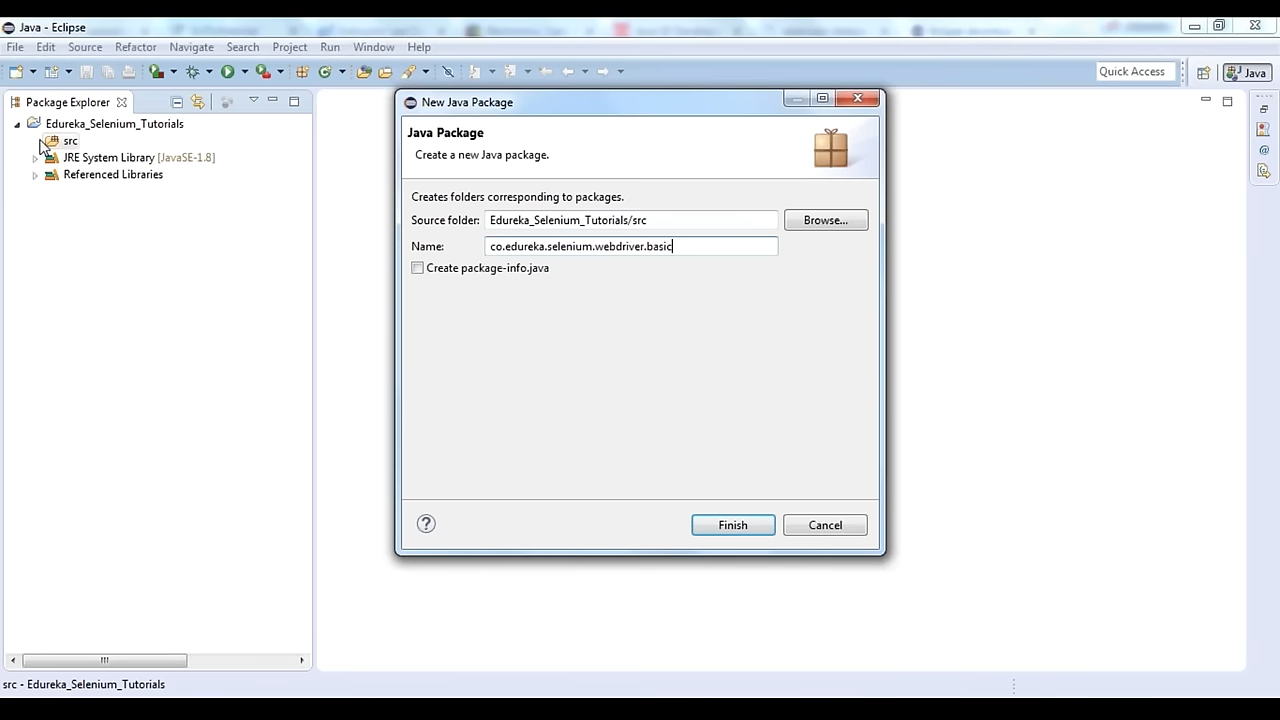 Java - Eclipse
File Edit Source Refactor Navigate Search Project Run Window Help
Quick Access
Java
Package Explorer
Edureka_Selenium_Tutorials
src
JRE System Library [JavaSE-1.8]
Referenced Libraries
New Java Package
Java Package
Create a new Java package.
Creates folders corresponding to packages.
Source folder: Edureka_Selenium_Tutorials/src Browse...
Name: co.edureka.selenium.webdriver.basic
Create package-info.java
Finish Cancel
src - Edureka_Selenium_Tutorials